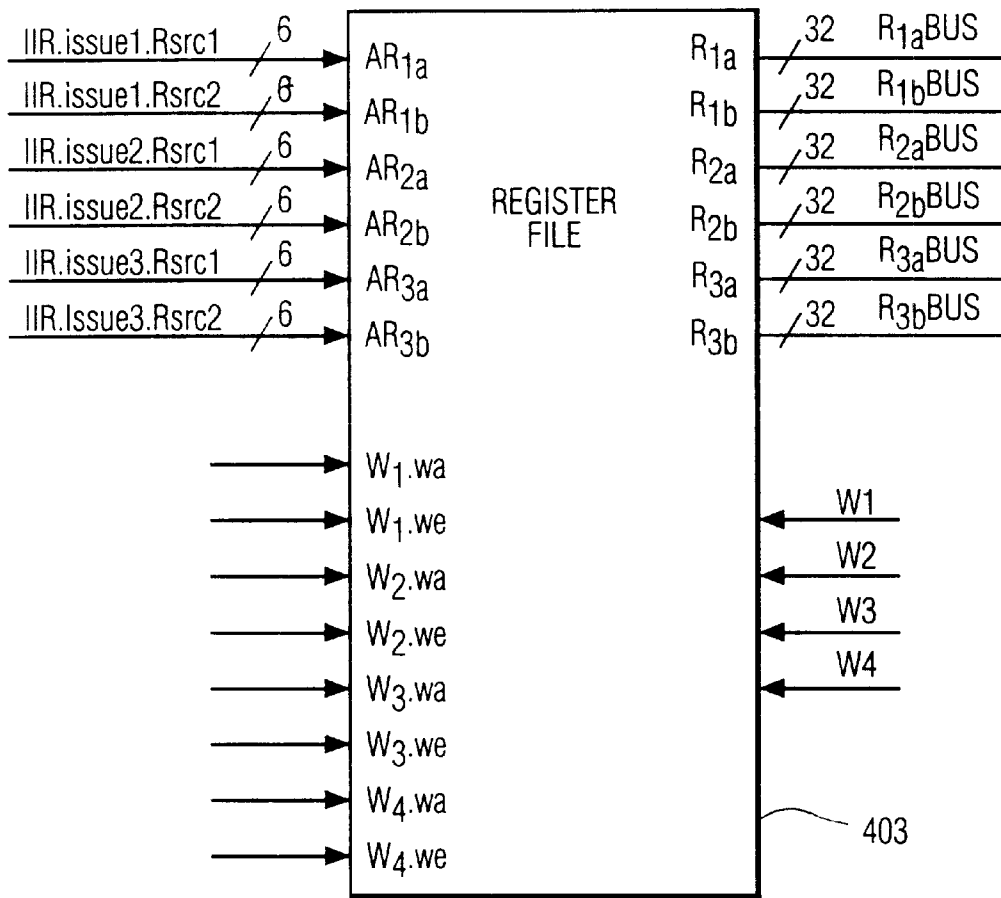 IIR.issue1.Rsrc1 6 AR1a R1a 32 R1aBUS
IIR.issue1.Rsrc2 6 AR1b R1b 32 R1bBUS
IIR.issue2.Rsrc1 6 AR2a R2a 32 R2aBUS
IIR.issue2.Rsrc2 6 AR2b R2b 32 R2bBUS
REGISTER
FILE
IIR.issue3.Rsrc1 6 AR3a R3a 32 R3aBUS
IIR.Issue3.Rsrc2 6 AR3b R3b 32 R3bBUS
W1.wa
W1.we W1
W2.wa W2
W2.we W3
W3.wa W4
W3.we
W4.wa
403
W4.we